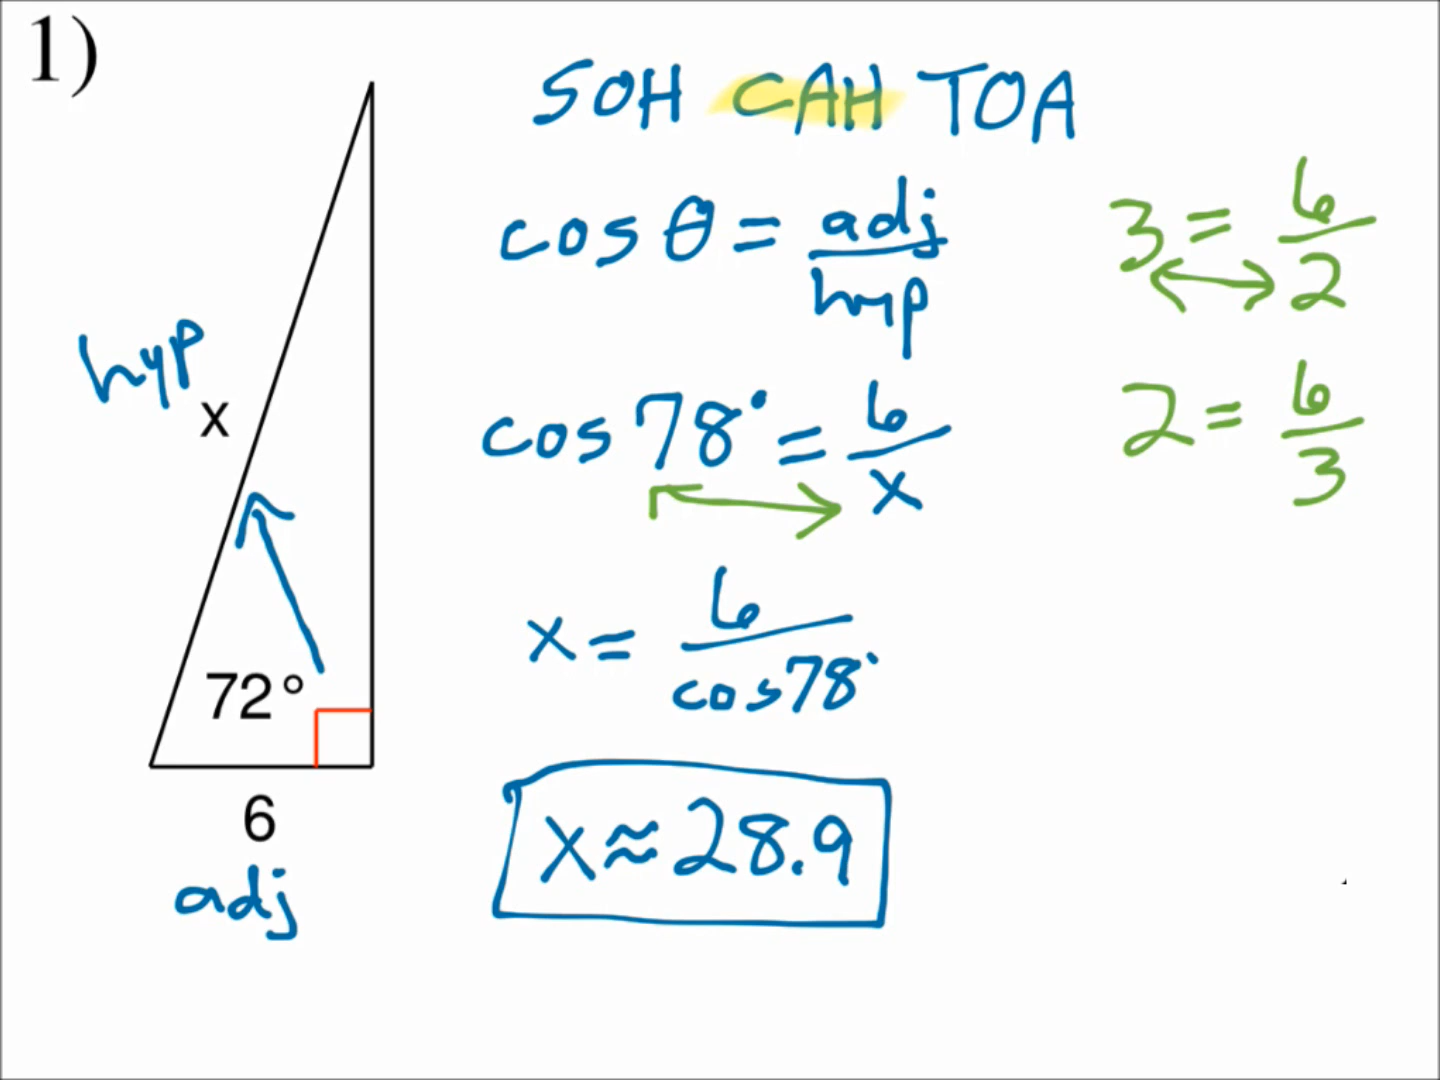 1)
SOH CAH TOA
cos θ = adj/hyp
3 = 6/2
hyp
x
cos 78° = 6/x
2 = 6/3
x = 6/cos 78°
72°
6
adj
x ≈ 28.9